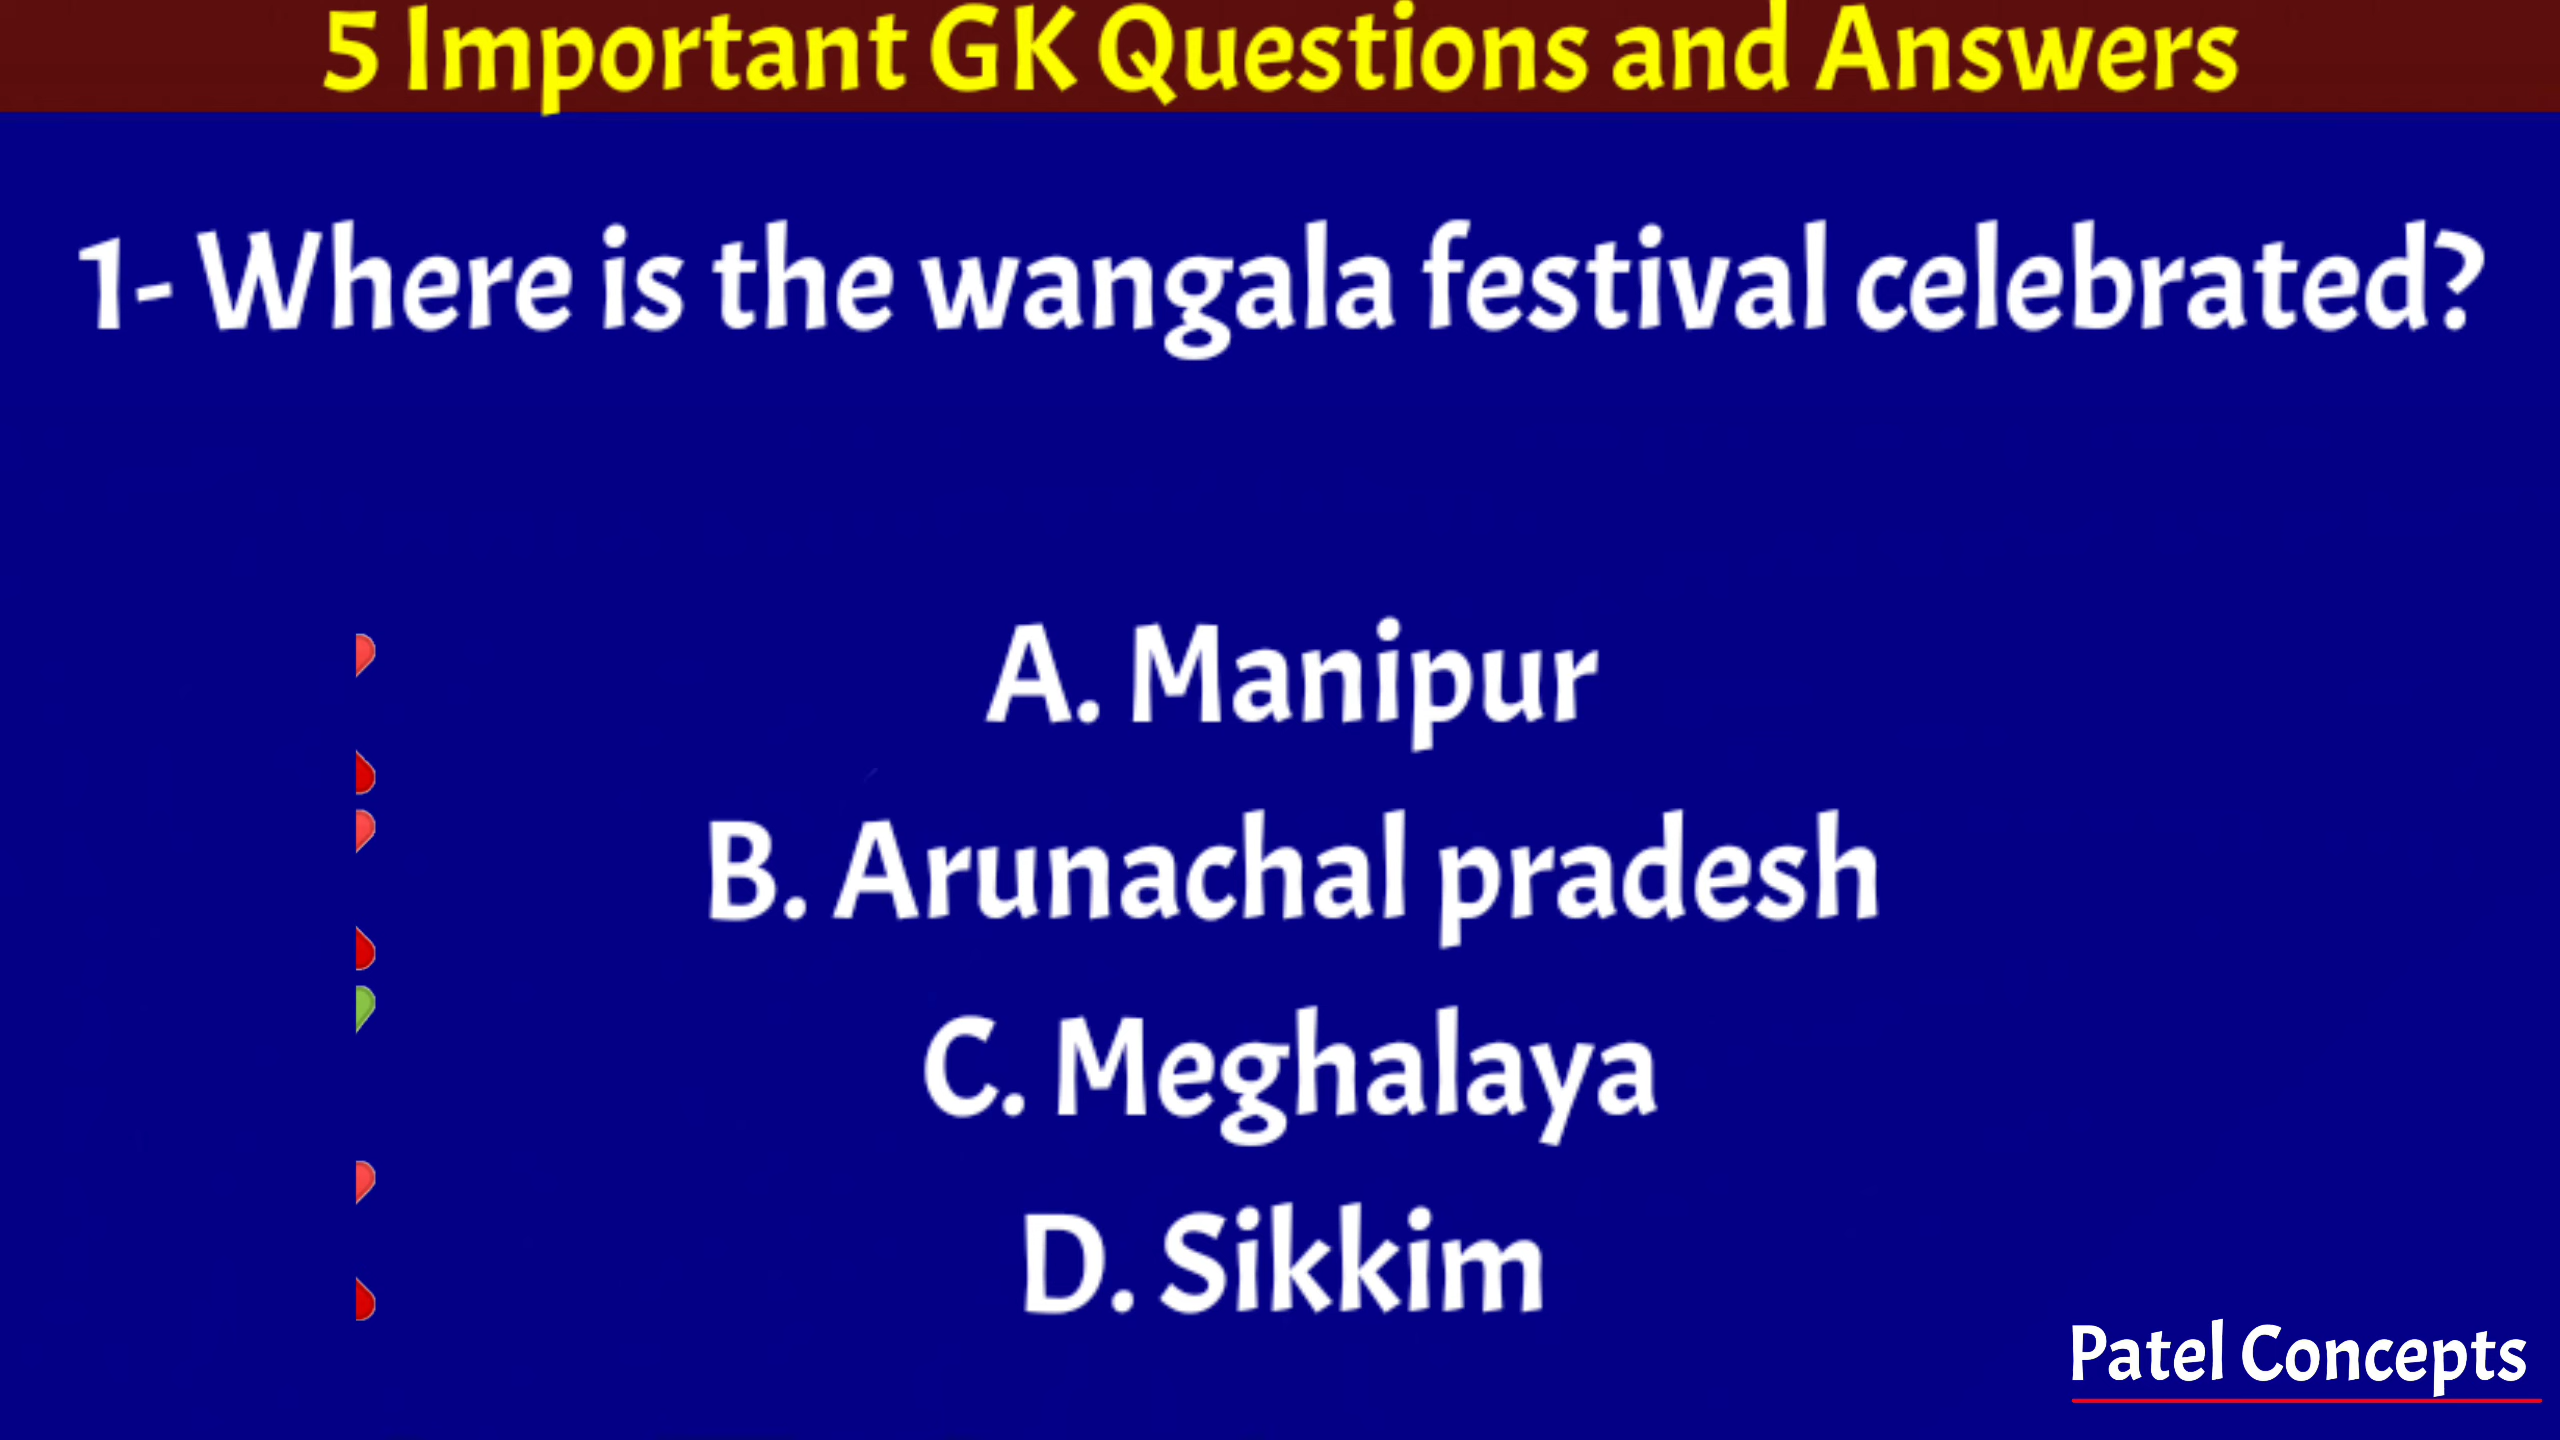 5 Important GK Questions and Answers
1- Where is the wangala festival celebrated?
A. Manipur
B. Arunachal pradesh
C. Meghalaya
D. Sikkim
Patel Concepts